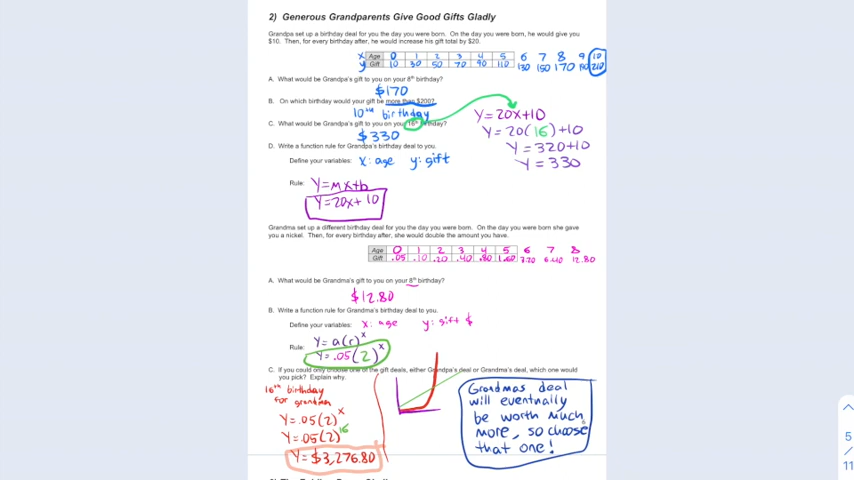 2) Generous Grandparents Give Good Gifts Gladly
Grandpa set up a birthday deal for you the day you were born. On the day you were born, he would give you
$10. Then, for every birthday after, he would increase his gift total by $20.
x Age 0 1 2 3 4 5 6 7 8 9 10
y Gift 10 30 50 70 90 110 130 150 170 190 210
A. What would be Grandpa's gift to you on your 8th birthday?
$170
B. On which birthday would your gift be more than $200?
10th birthday
C. What would be Grandpa's gift to you on your 16th birthday?
$330
y=20x+10
y=20(16)+10
y=320+10
y=330
D. Write a function rule for Grandpa's birthday deal to you.
Define your variables: x: age y: gift
Rule: y=mx+b
y=20x+10
Grandma set up a different birthday deal for you the day you were born. On the day you were born she gave
you a nickel. Then, for every birthday after, she would double the amount you have.
Age 0 1 2 3 4 5 6 7 8
Gift .05 .10 .20 .40 .80 1.60 6.40 12.80
A. What would be Grandma's gift to you on your 8th birthday?
$12.80
B. Write a function rule for Grandma's birthday deal to you.
Define your variables: x: age y: gift $
Rule: y=a(r)^x
y=.05(2)^x
C. If you could only choose one of the gift deals, either Grandpa's deal or Grandma's deal, which one would
you pick? Explain why.
16th birthday
for grandma
y=.05(2)^x
y=.05(2)^16
y=$3,276.80
Grandmas deal
will eventually
be worth much
more, so choose
that one!
5
/
11